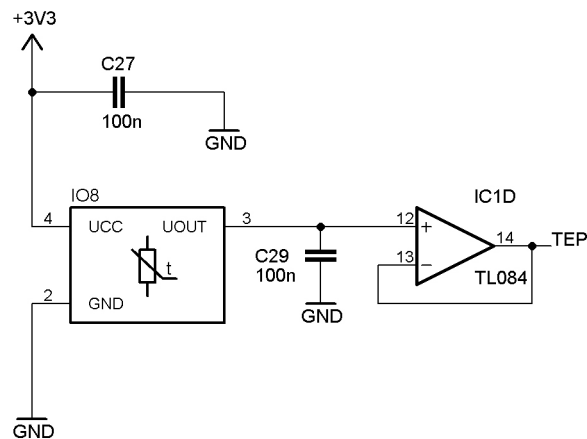 +3V3
C27
100n
GND
IO8
4
UCC
UOUT
3
t
2
GND
GND
C29
100n
GND
IC1D
12
+
13
−
14
TL084
TEP